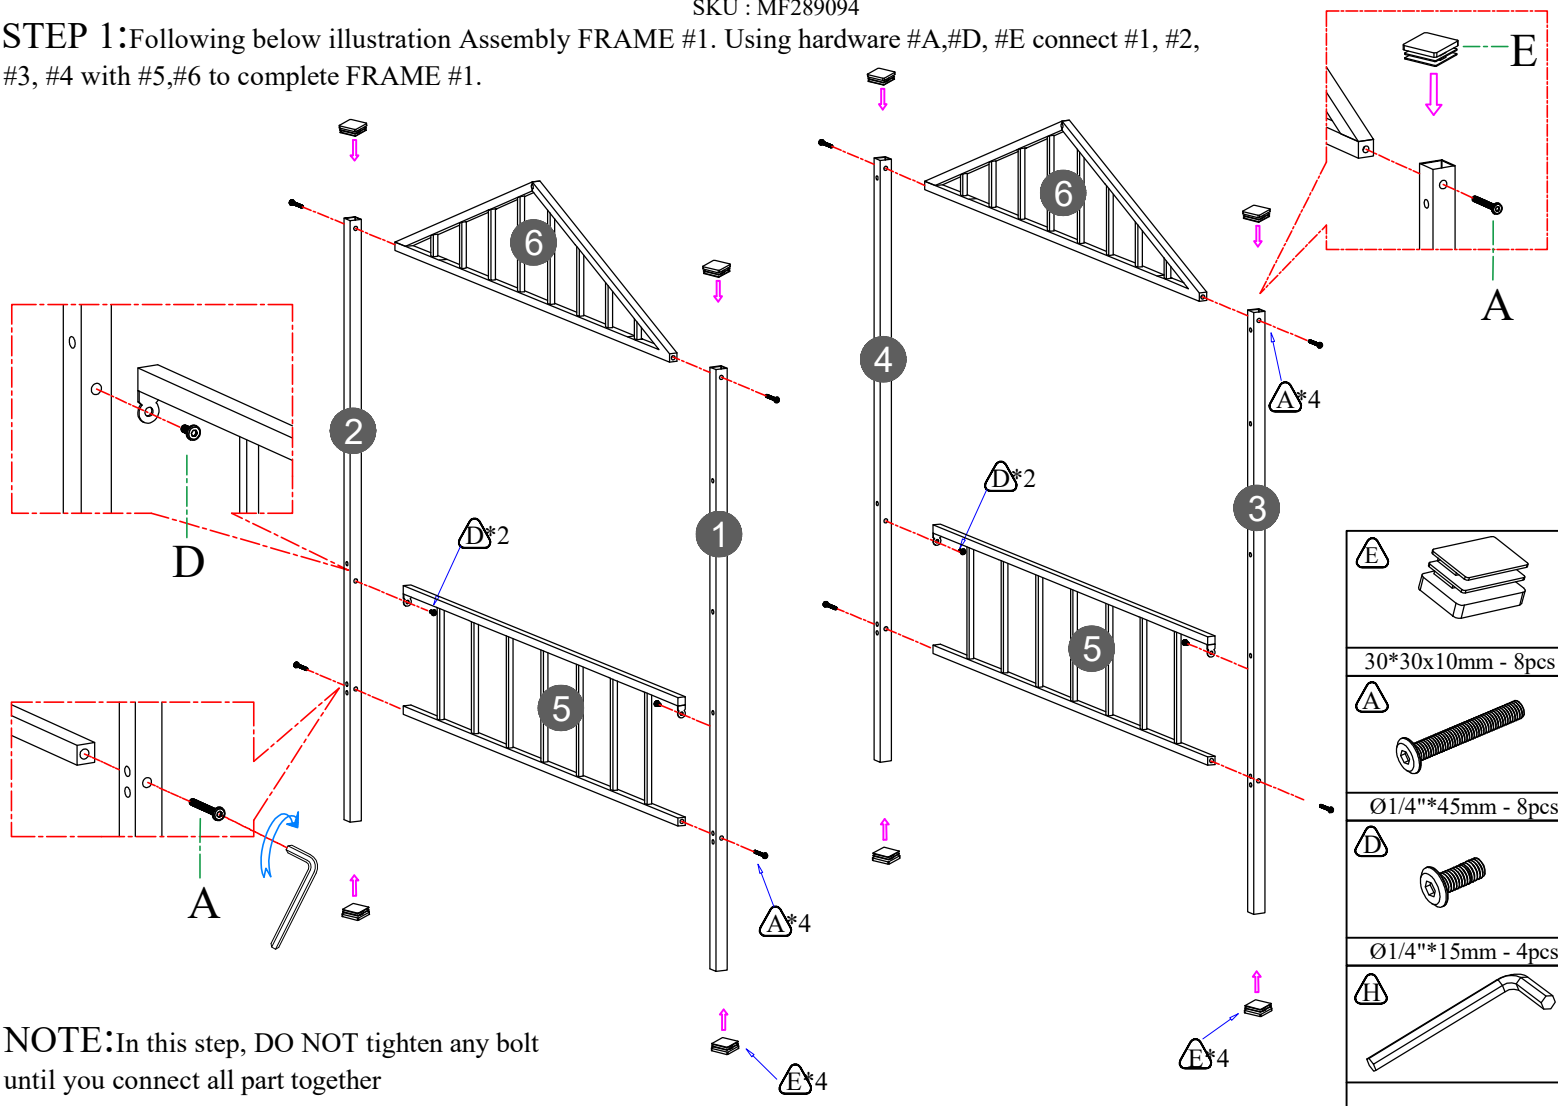 SKU : MF289094
STEP 1:Following below illustration Assembly FRAME #1. Using hardware #A,#D, #E connect #1, #2,
#3, #4 with #5,#6 to complete FRAME #1.
E
A
6
6
4
A*4
2
D*2
3
D
D*2
1
5
5
A
A*4
E*4
E*4
E
30*30x10mm - 8pcs
A
Ø1/4"*45mm - 8pcs
D
Ø1/4"*15mm - 4pcs
H
NOTE:In this step, DO NOT tighten any bolt
until you connect all part together